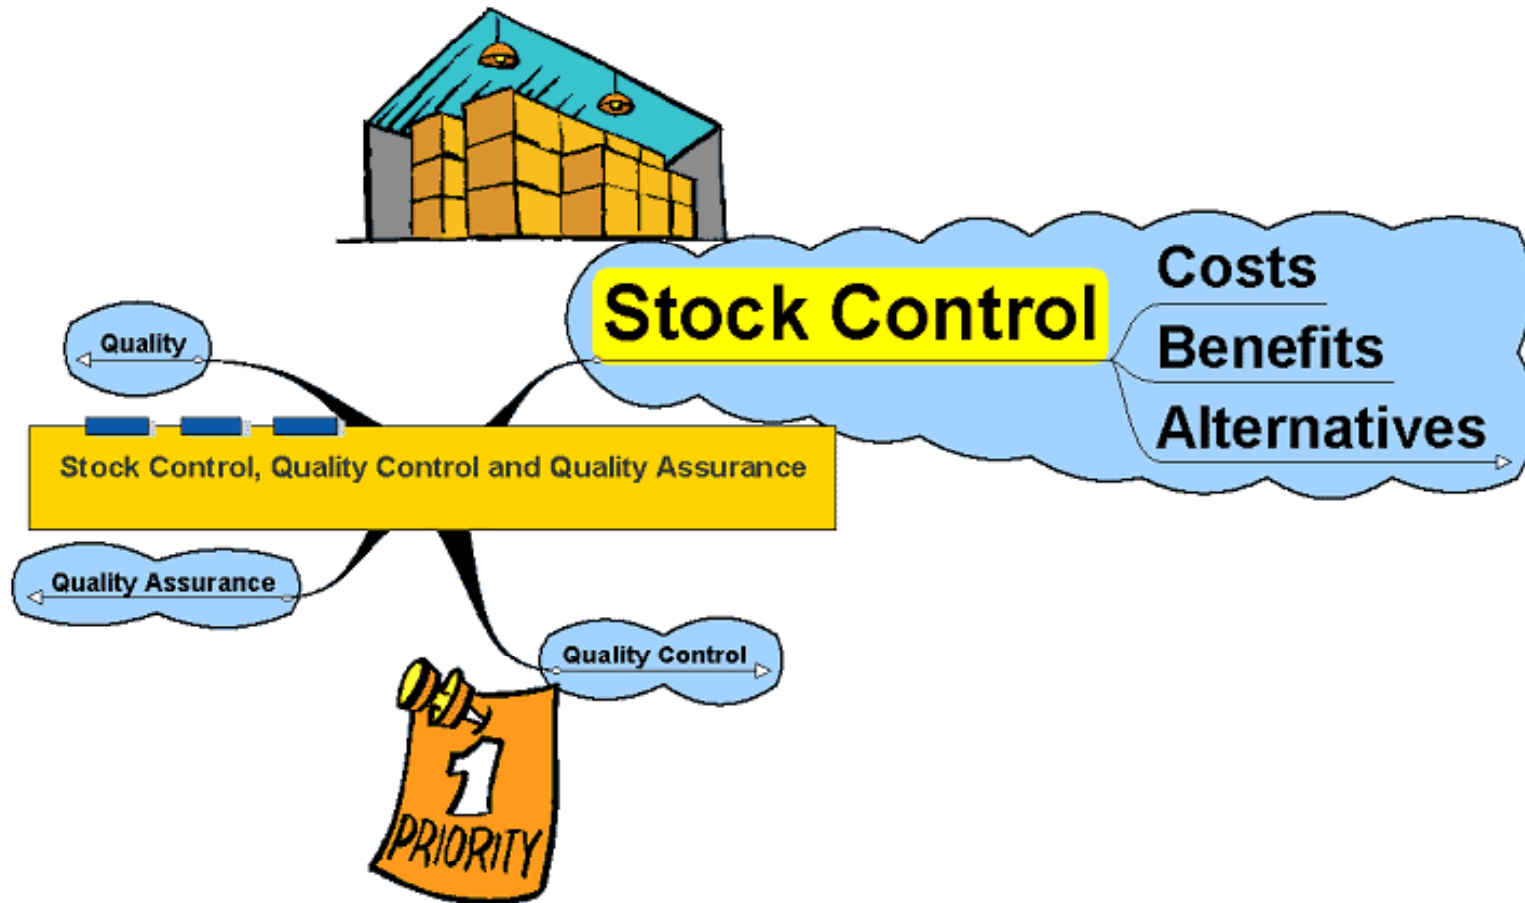 Stock Control
Costs
Benefits
Alternatives
Quality
Stock Control, Quality Control and Quality Assurance
Quality Assurance
Quality Control
1
PRIORITY